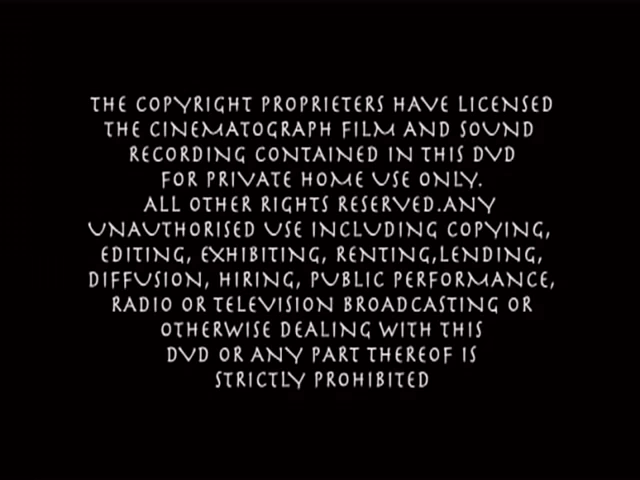 THE COPYRIGHT PROPRIETERS HAVE LICENSED
THE CINEMATOGRAPH FILM AND SOUND
RECORDING CONTAINED IN THIS DVD
FOR PRIVATE HOME USE ONLY.
ALL OTHER RIGHTS RESERVED.ANY
UNAUTHORISED USE INCLUDING COPYING,
EDITING, EXHIBITING, RENTING,LENDING,
DIFFUSION, HIRING, PUBLIC PERFORMANCE,
RADIO OR TELEVISION BROADCASTING OR
OTHERWISE DEALING WITH THIS
DVD OR ANY PART THEREOF IS
STRICTLY PROHIBITED